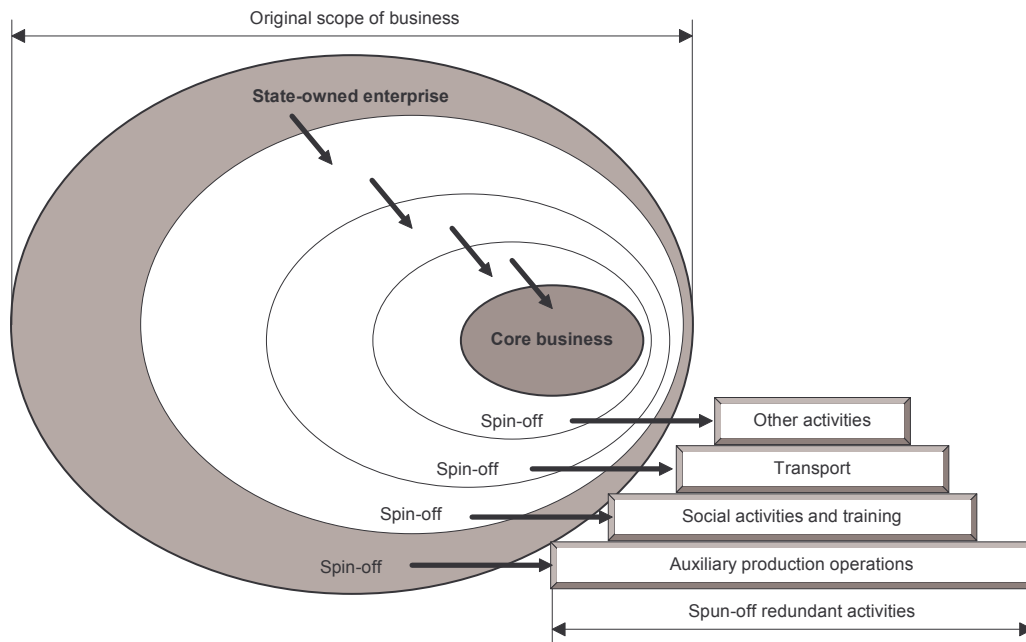 Original scope of business
State-owned enterprise
Core business
Spin-off
Other activities
Spin-off
Transport
Spin-off
Social activities and training
Spin-off
Auxiliary production operations
Spun-off redundant activities